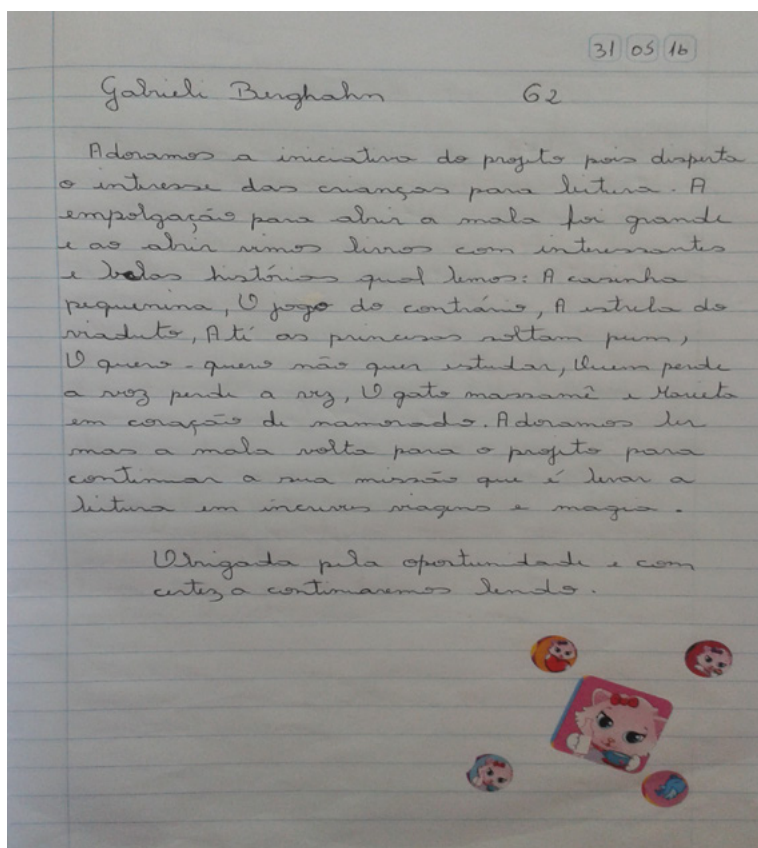 31 05 16
Gabrieli Berghahn 62
Adoramos a iniciativa do projeto pois disperta
o interesse das crianças para leitura. A
empolgação para abrir a mala foi grande
e ao abrir vimos livros com interessantes
e belas histórias qual lemos: A casinha
pequenina, O jogo do contrário, A estrela do
viaduto, Até as princesas soltam pum,
O quero-quero não quer estudar, Quem perde
a voz perde a vez, O gato massamê e Marieta
em coração de namorado. Adoramos ler
mas a mala volta para o projeto para
continuar a sua missão que é levar a
leitura em incriveis viagens e magia.
Obrigada pela oportunidade e com
certeza continuaremos lendo.